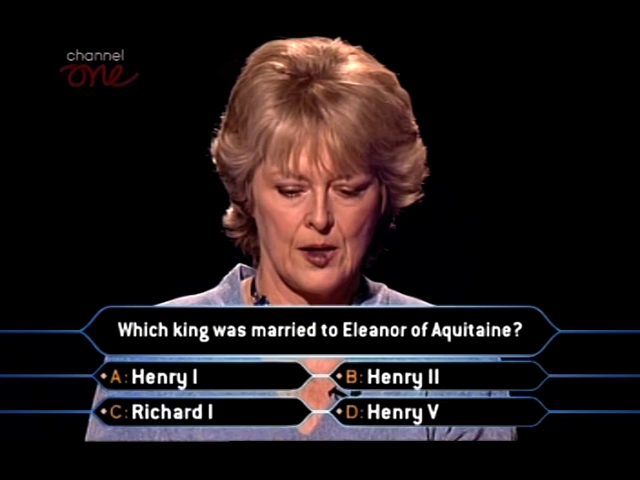 channel
one
Which king was married to Eleanor of Aquitaine?
A: Henry I
B: Henry II
C: Richard I
D: Henry V